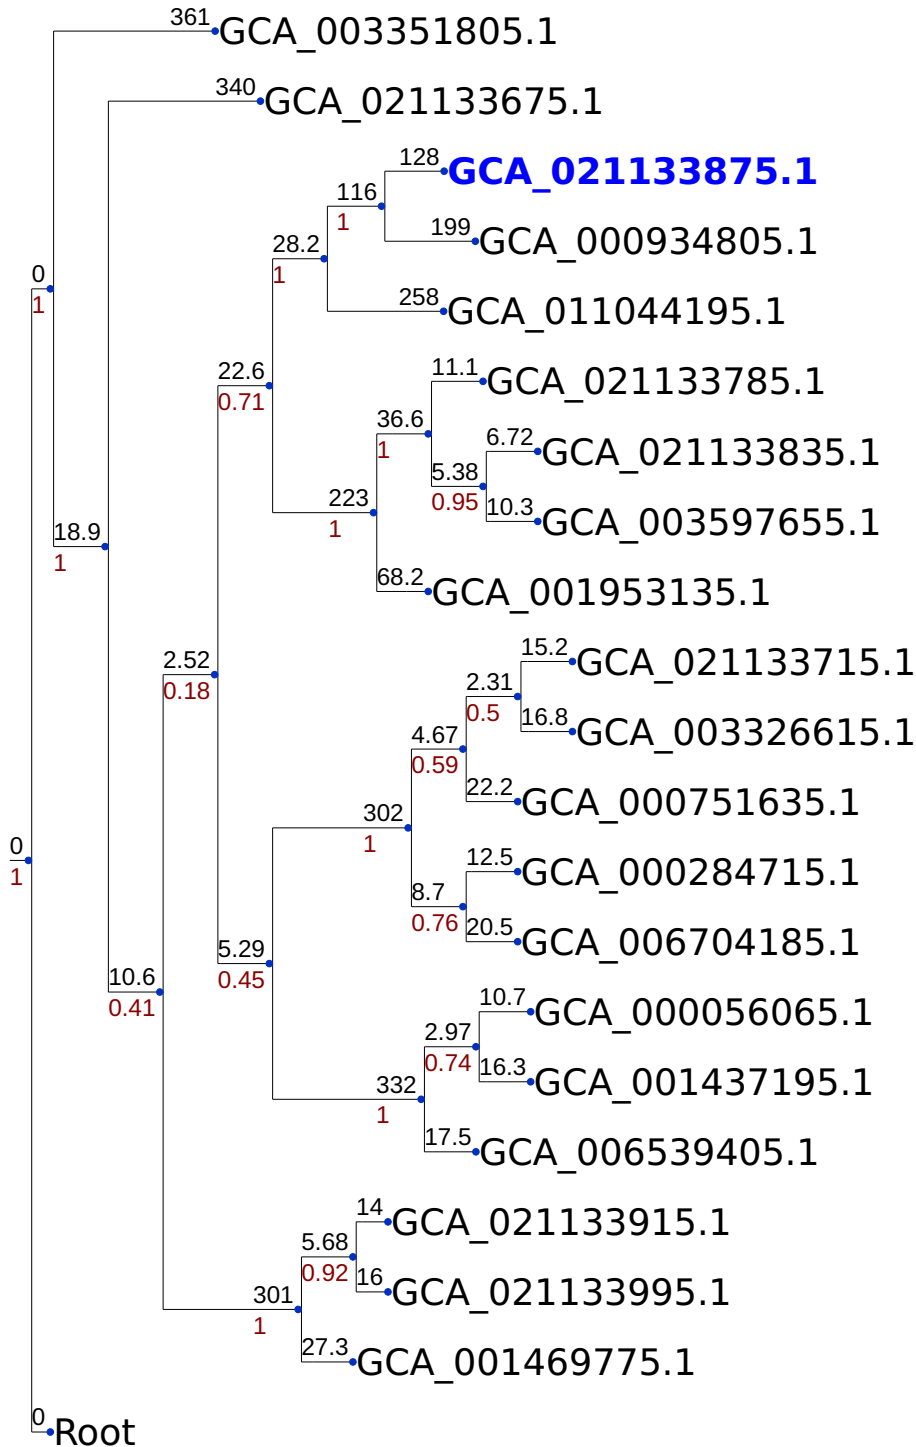 361
GCA_003351805.1
340
GCA_021133675.1
128
GCA_021133875.1
116
1
199
GCA_000934805.1
28.2
1
258
GCA_011044195.1
0
1
22.6
0.71
11.1
GCA_021133785.1
36.6
1
6.72
GCA_021133835.1
5.38
0.95
10.3
GCA_003597655.1
223
1
18.9
1
68.2
GCA_001953135.1
2.52
0.18
15.2
GCA_021133715.1
2.31
0.5
16.8
GCA_003326615.1
4.67
0.59
22.2
GCA_000751635.1
302
1
0
1
12.5
GCA_000284715.1
8.7
0.76
20.5
GCA_006704185.1
5.29
0.45
10.6
0.41
10.7
GCA_000056065.1
2.97
0.74
16.3
GCA_001437195.1
332
1
17.5
GCA_006539405.1
14
GCA_021133915.1
5.68
0.92
16
GCA_021133995.1
301
1
27.3
GCA_001469775.1
0
Root